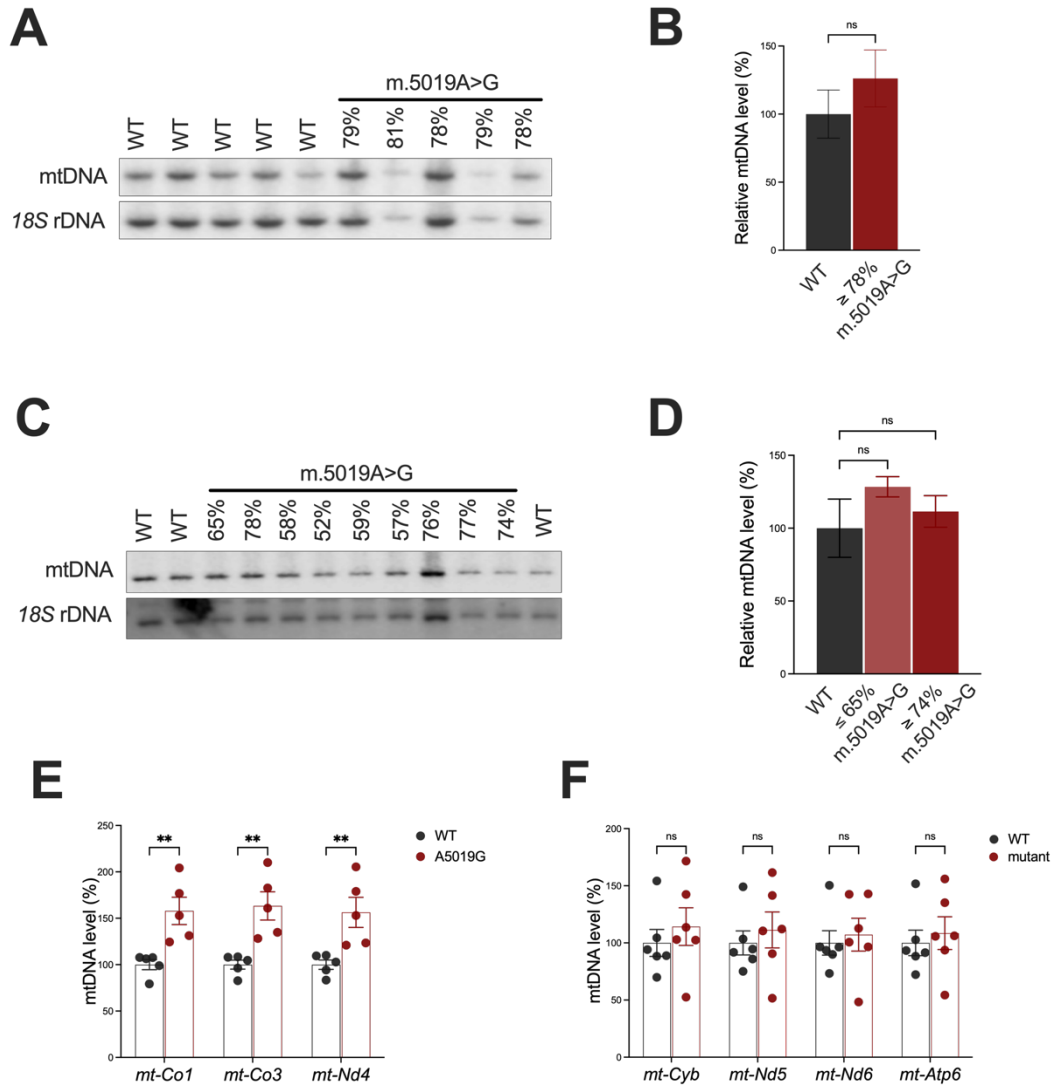 A
m.5019A>G
WT WT WT WT WT 79% 81% 78% 79% 78%
mtDNA
18S rDNA
B
ns
Relative mtDNA level (%)
150
100
50
0
WT
≥ 78%
m.5019A>G
C
m.5019A>G
WT WT 65% 78% 58% 52% 59% 57% 76% 77% 74% WT
mtDNA
18S rDNA
D
ns
ns
Relative mtDNA level (%)
150
100
50
0
WT
≤ 65%
m.5019A>G
≥ 74%
m.5019A>G
E
mtDNA level (%)
250
200
150
100
50
0
** ** **
WT
A5019G
mt-Co1 mt-Co3 mt-Nd4
F
mtDNA level (%)
200
150
100
50
0
ns ns ns ns
WT
mutant
mt-Cyb mt-Nd5 mt-Nd6 mt-Atp6